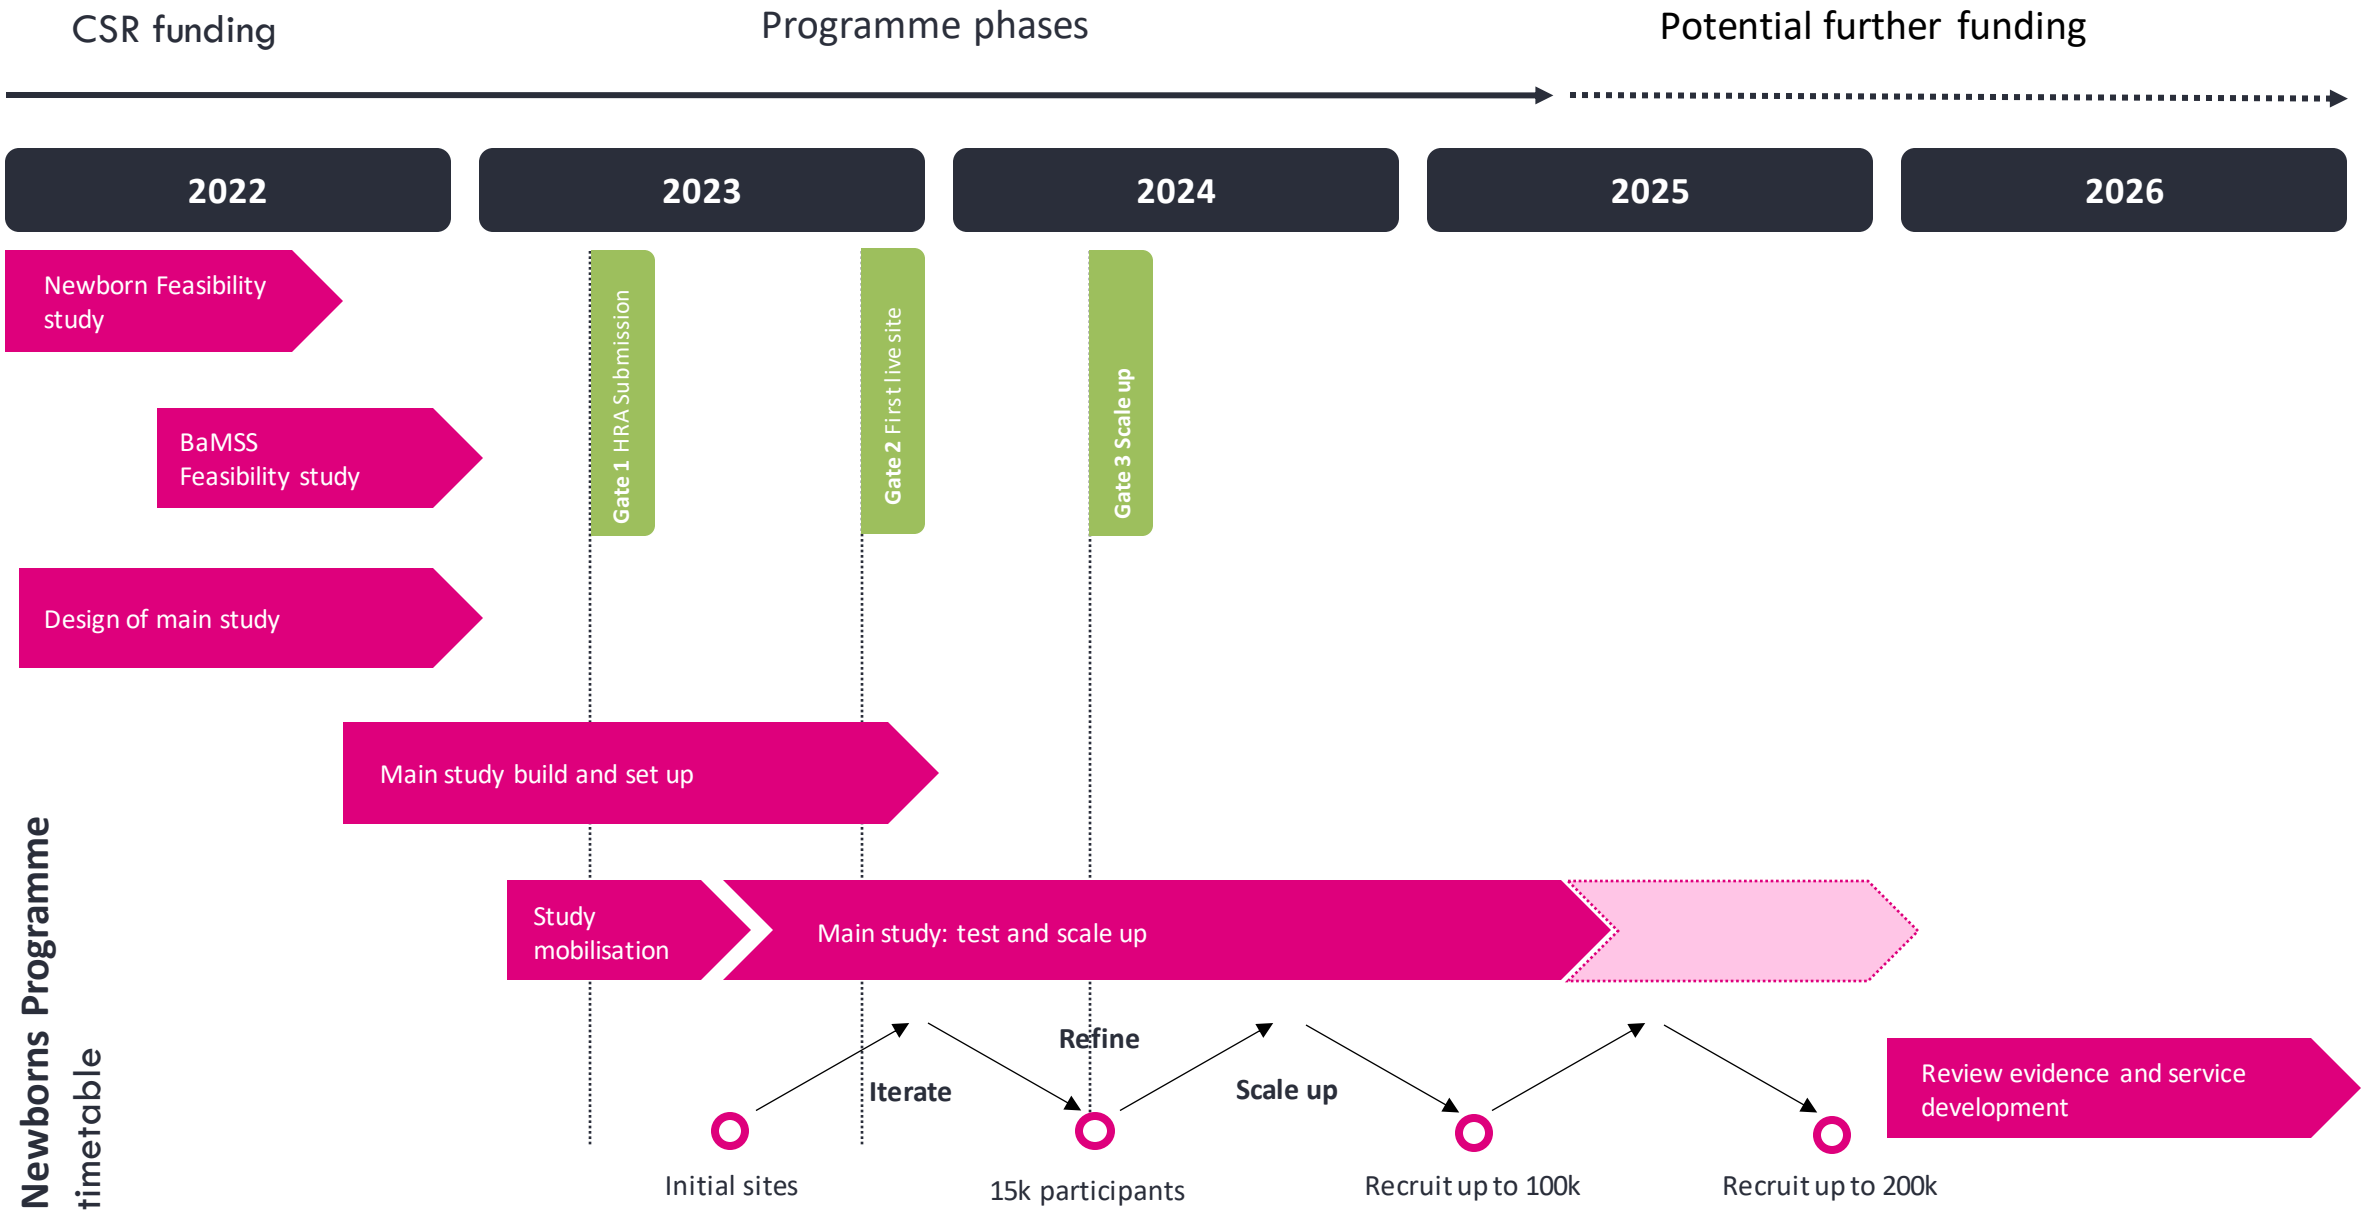 CSR funding
Programme phases
Potential further funding
2022
2023
2024
2025
2026
Newborn Feasibility
study
Gate 1 HRA Submission
Gate 2 First live site
Gate 3 Scale up
BaMSS
Feasibility study
Design of main study
Main study build and set up
Study
mobilisation
Main study: test and scale up
Refine
Iterate
Scale up
Review evidence and service
development
Initial sites
15k participants
Recruit up to 100k
Recruit up to 200k
Newborns Programme
timetable